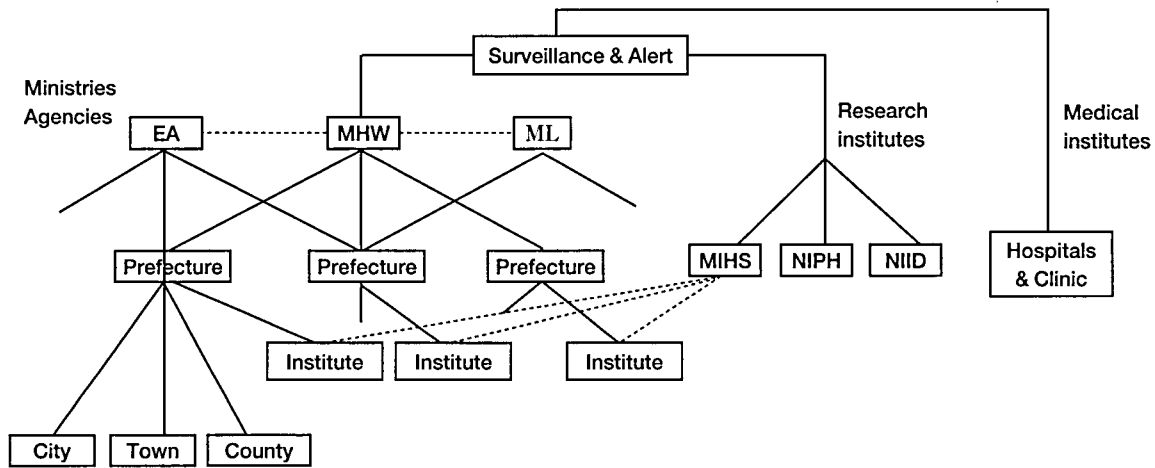 Surveillance & Alert
Ministries
Agencies
EA
MHW
ML
Research
institutes
Medical
institutes
Prefecture
Prefecture
Prefecture
MIHS
NIPH
NIID
Hospitals
& Clinic
Institute
Institute
Institute
City
Town
County